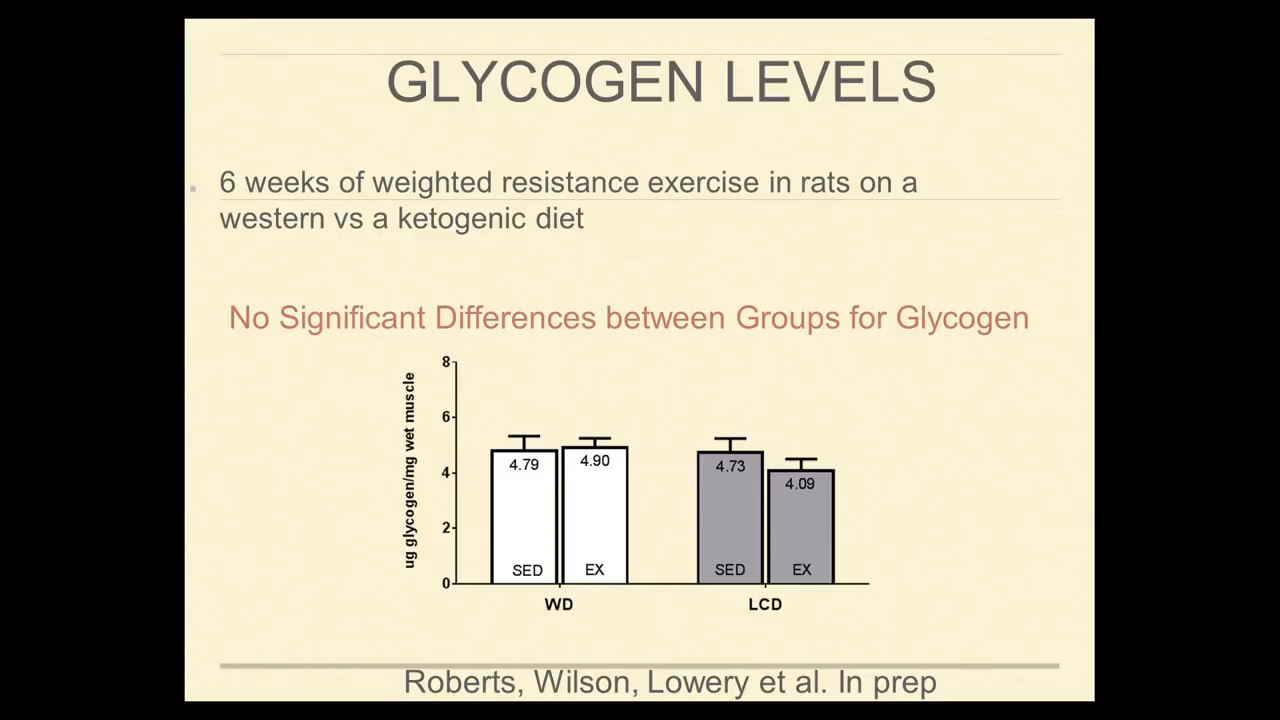 GLYCOGEN LEVELS
6 weeks of weighted resistance exercise in rats on a
western vs a ketogenic diet
No Significant Differences between Groups for Glycogen
ug glycogen/mg wet muscle
8
6
4
2
0
4.79
4.90
4.73
4.09
SED
EX
SED
EX
WD
LCD
Roberts, Wilson, Lowery et al. In prep